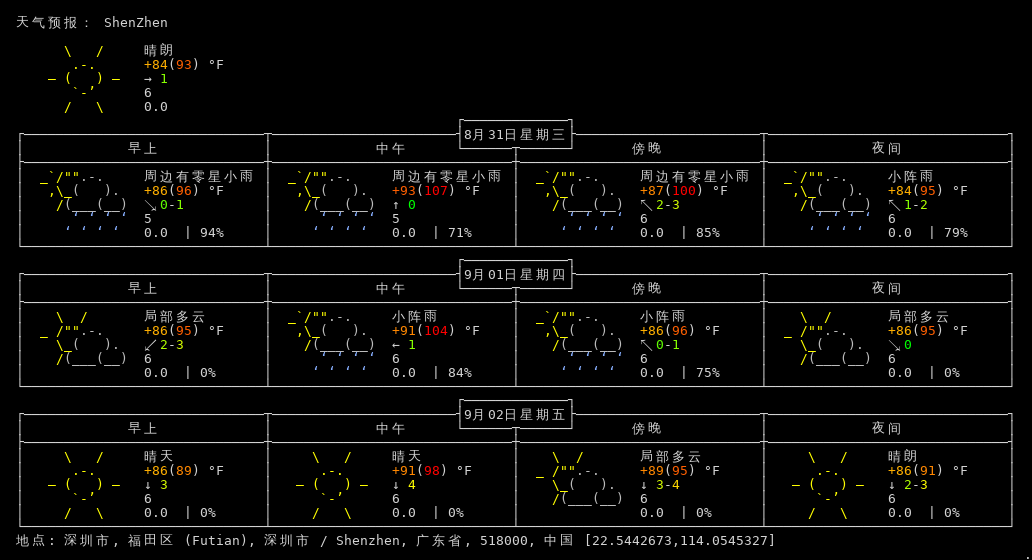 天气预报： ShenZhen
晴朗
+84(93) °F
→ 1
6
0.0
8月31日星期三
早上 中午 傍晚 夜间
周边有零星小雨 周边有零星小雨 周边有零星小雨 小阵雨
+86(96) °F +93(107) °F +87(100) °F +84(95) °F
↘ 0-1 ↑ 0 ↖ 2-3 ↖ 1-2
5 5 6 6
0.0 | 94% 0.0 | 71% 0.0 | 85% 0.0 | 79%
9月01日星期四
早上 中午 傍晚 夜间
局部多云 小阵雨 小阵雨 局部多云
+86(95) °F +91(104) °F +86(96) °F +86(95) °F
↙ 2-3 ← 1 ↖ 0-1 ↘ 0
6 6 6 6
0.0 | 0% 0.0 | 84% 0.0 | 75% 0.0 | 0%
9月02日星期五
早上 中午 傍晚 夜间
晴天 晴天 局部多云 晴朗
+86(89) °F +91(98) °F +89(95) °F +86(91) °F
↓ 3 ↓ 4 ↓ 3-4 ↓ 2-3
6 6 6 6
0.0 | 0% 0.0 | 0% 0.0 | 0% 0.0 | 0%
地点: 深圳市, 福田区 (Futian), 深圳市 / Shenzhen, 广东省, 518000, 中国 [22.5442673,114.0545327]